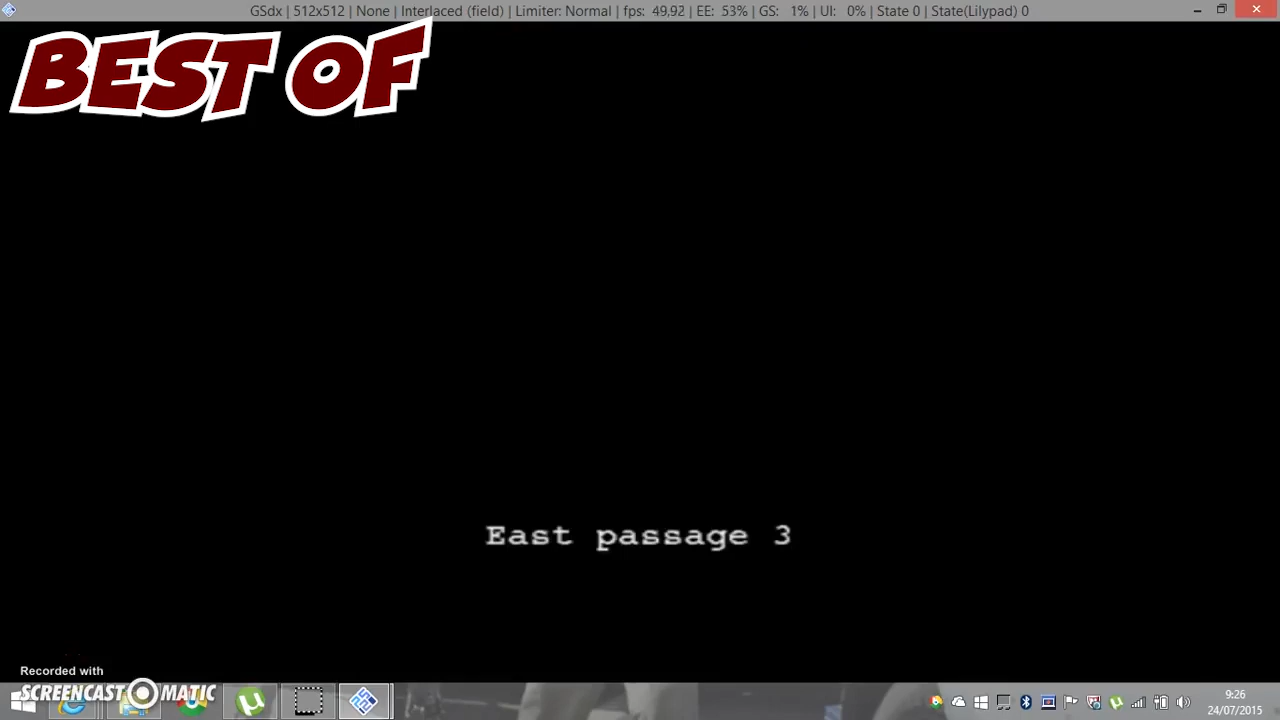 GSdx | 512x512 | None | Interlaced (field) | Limiter: Normal | fps: 49,92 | EE: 53% | GS: 1% | UI: 0% | State 0 | State(Lilypad) 0
BEST OF
East passage 3
Recorded with
SCREENCAST MATIC
9:26
24/07/2015